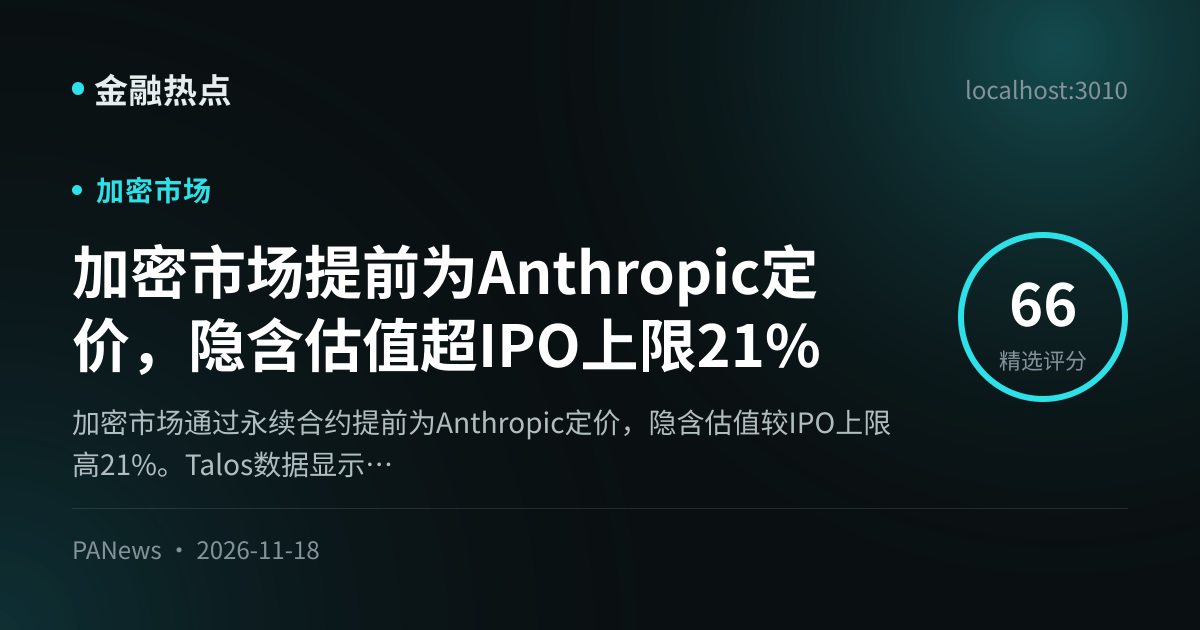 金融热点
localhost:3010
加密市场
加密市场提前为Anthropic定
价，隐含估值超IPO上限21%
66
精选评分
加密市场通过永续合约提前为Anthropic定价，隐含估值较IPO上限
高21%。Talos数据显示…
PANews · 2026-11-18